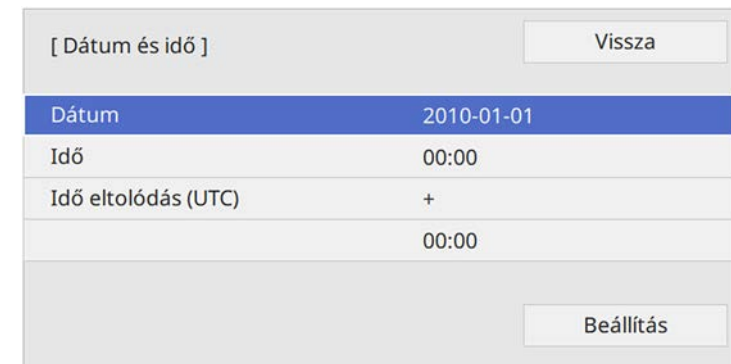 [ Dátum és idő ] Vissza
Dátum 2010-01-01
Idő 00:00
Idő eltolódás (UTC) +
00:00
Beállítás